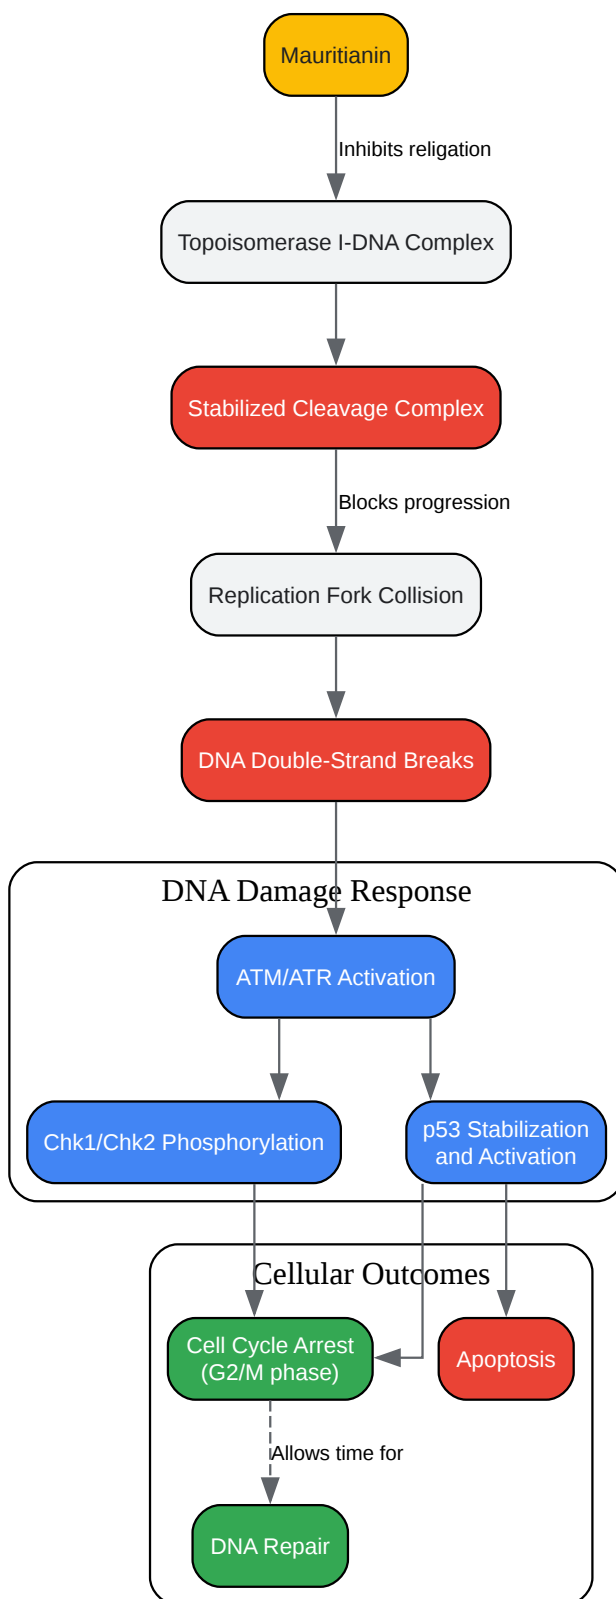 Mauritianin
Inhibits religation
Topoisomerase I-DNA Complex
Stabilized Cleavage Complex
Blocks progression
Replication Fork Collision
DNA Double-Strand Breaks
DNA Damage Response
ATM/ATR Activation
Chk1/Chk2 Phosphorylation
p53 Stabilization
and Activation
Cellular Outcomes
Cell Cycle Arrest
(G2/M phase)
Apoptosis
Allows time for
DNA Repair